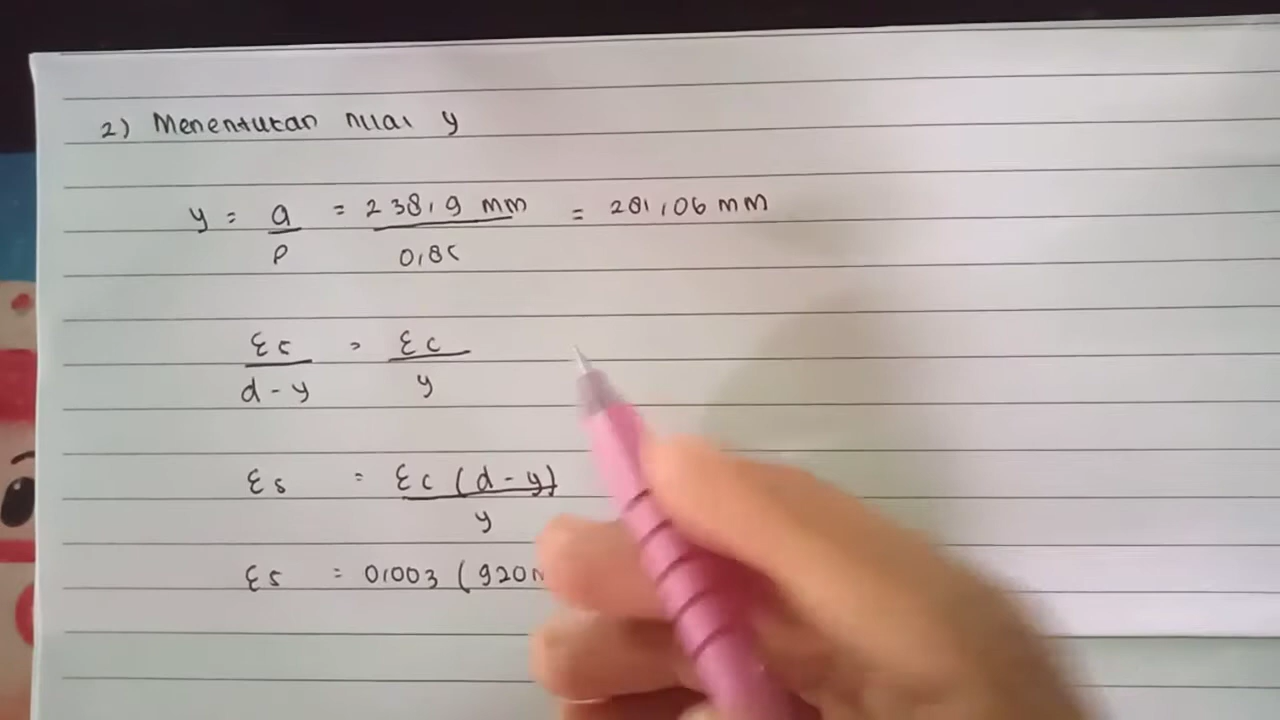 2) Menentukan nilai y
y = a/β = 238,9 mm/0,85 = 281,06 mm
εs/d - y = εc/y
εs = εc (d - y)/y
εs = 0,003 (920